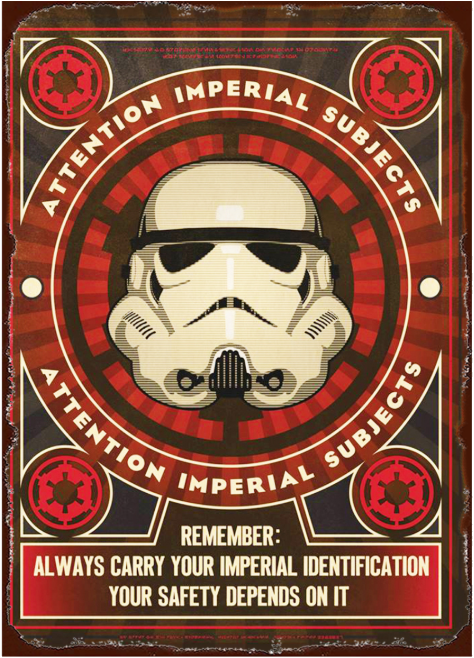 ATTENTION IMPERIAL SUBJECTS
ATTENTION IMPERIAL SUBJECTS
REMEMBER:
ALWAYS CARRY YOUR IMPERIAL IDENTIFICATION
YOUR SAFETY DEPENDS ON IT